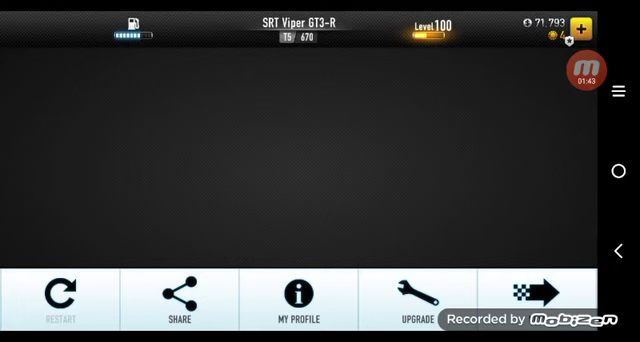 SRT Viper GT3-R
T5 670
Level 100
71.793
4
01:43
RESTART
SHARE
MY PROFILE
UPGRADE
Recorded by Mobizen